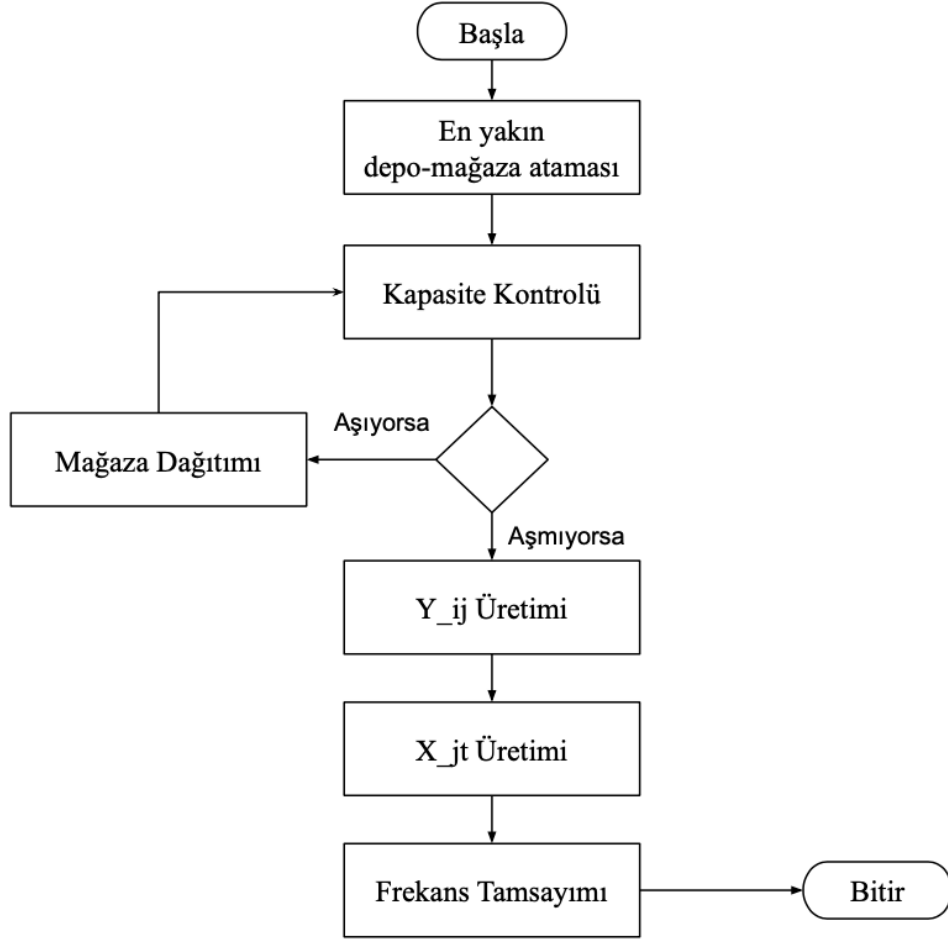 Başla
En yakın
depo-mağaza ataması
Kapasite Kontrolü
Aşıyorsa
Mağaza Dağıtımı
Aşmıyorsa
Y_ij Üretimi
X_jt Üretimi
Frekans Tamsayımı
Bitir